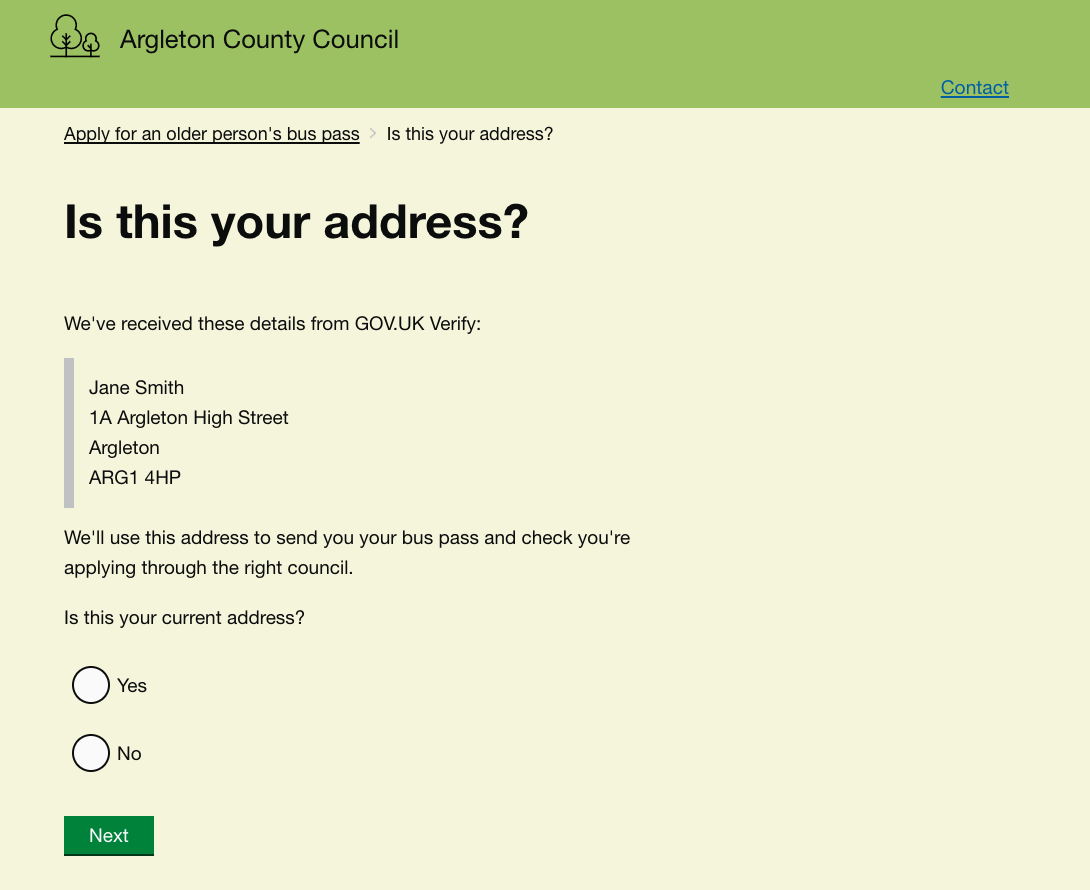 Argleton County Council
Contact
Apply for an older person's bus pass > Is this your address?
Is this your address?
We've received these details from GOV.UK Verify:
Jane Smith
1A Argleton High Street
Argleton
ARG1 4HP
We'll use this address to send you your bus pass and check you're
applying through the right council.
Is this your current address?
Yes
No
Next